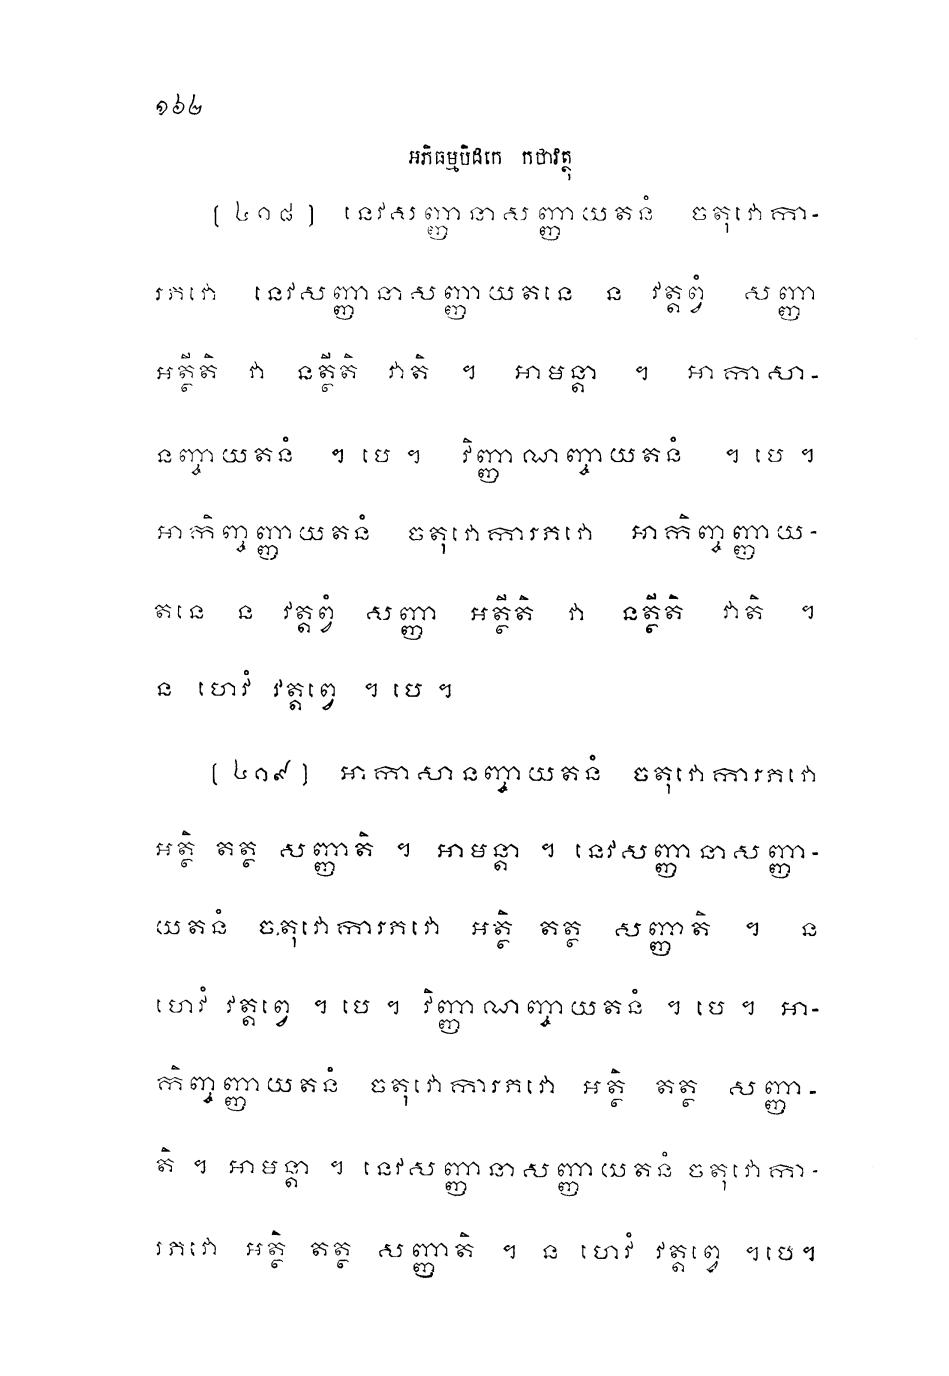 ១៦២
អភិធម្មបិដកេ កថាវត្ថុ
[ ៤១៨ ] នេវសញ្ញានាសញ្ញាយតនំ ចតុវោកា-
រភវោ នេវសញ្ញានាសញ្ញាយតនេ ន វត្តព្វំ សញ្ញា
អត្ថីតិ វា នត្ថីតិ វាតិ ។ អាមន្តា ។ អាកាសា-
នញ្ចាយតនំ ។ បេ ។ វិញ្ញាណញ្ចាយតនំ ។ បេ ។
អាកិញ្ចញ្ញាយតនំ ចតុវោការភវោ អាកិញ្ចញ្ញាយ-
តនេ ន វត្តព្វំ សញ្ញា អត្ថីតិ វា នត្ថីតិ វាតិ ។
ន ហេវំ វត្តព្វេ ។ បេ ។
[ ៤១៩ ] អាកាសានញ្ចាយតនំ ចតុវោការភវោ
អត្ថិ តត្ថ សញ្ញាតិ ។ អាមន្តា ។ នេវសញ្ញានាសញ្ញា-
យតនំ ចតុវោការភវោ អត្ថិ តត្ថ សញ្ញាតិ ។ ន
ហេវំ វត្តព្វេ ។ បេ ។ វិញ្ញាណញ្ចាយតនំ ។ បេ ។ អា-
កិញ្ចញ្ញាយតនំ ចតុវោការភវោ អត្ថិ តត្ថ សញ្ញា-
តិ ។ អាមន្តា ។ នេវសញ្ញានាសញ្ញាយតនំ ចតុវោកា-
រភវោ អត្ថិ តត្ថ សញ្ញាតិ ។ ន ហេវំ វត្តព្វេ ។បេ។